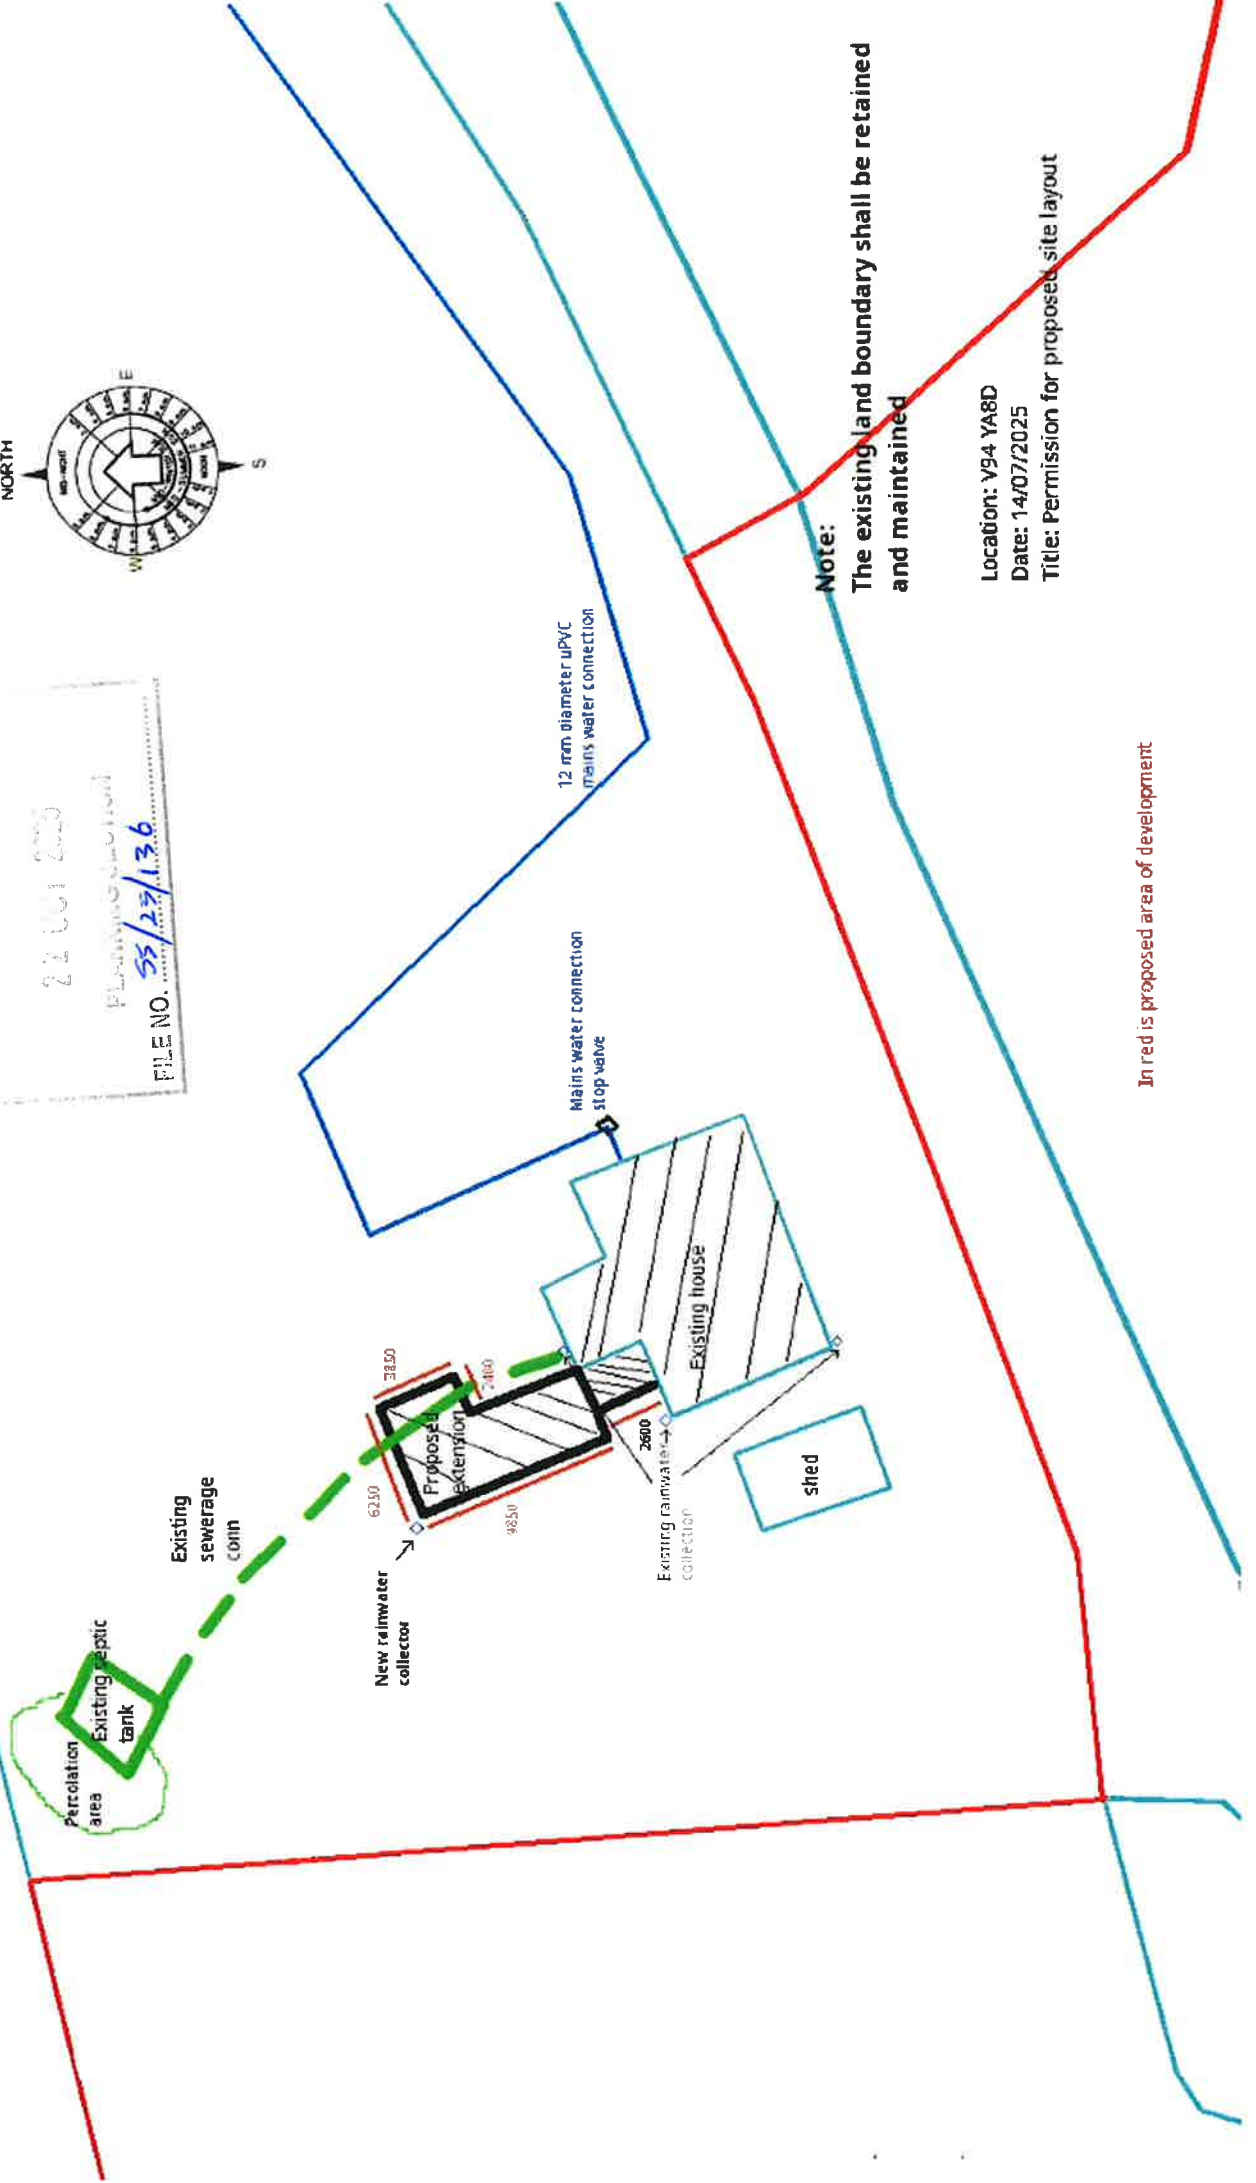 NORTH
E
W
S
FILE NO.
Percolation
area
Existing septic
tank
Existing
sewerage
conn
New rainwater
collector
6250
3850
2400
9850
Proposed
extension
2600
Existing rainwater
collection
Existing house
shed
Mains water connection
stop valve
12 mm diameter uPVC
mains water connection
Note:
The existing land boundary shall be retained
and maintained
Location: V94 YA8D
Date: 14/07/2025
Title: Permission for proposed site layout
In red is proposed area of development